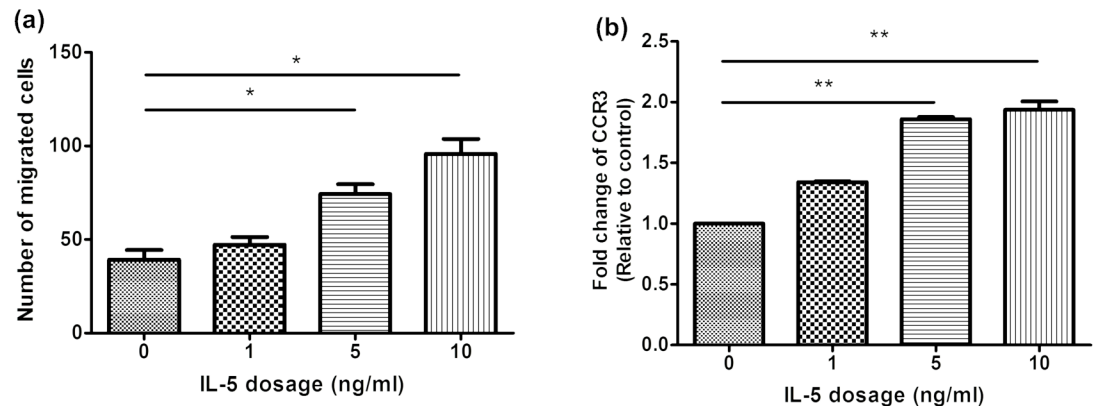 (a)
Number of migrated cells
150
100
50
0
*
*
0 1 5 10
IL-5 dosage (ng/ml)
(b)
Fold change of CCR3
(Relative to control)
2.5
2.0
1.5
1.0
0.5
0.0
**
**
0 1 5 10
IL-5 dosage (ng/ml)